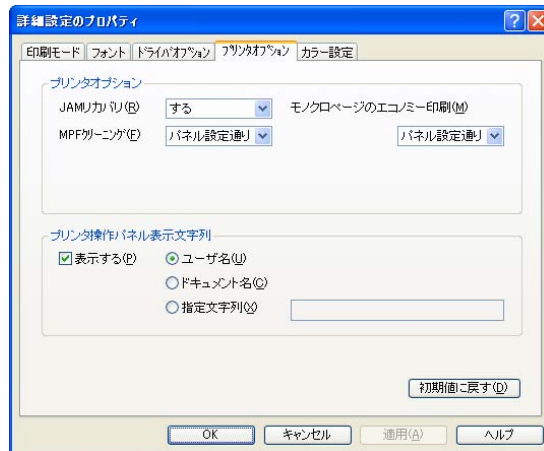 詳細設定のプロパティ
印刷モード フォント ドライバオプション プリンタオプション カラー設定
プリンタオプション
JAMリカバリ(R) する モノクロページのエコノミー印刷(M)
MPFクリーニング(F) パネル設定通り パネル設定通り
プリンタ操作パネル表示文字列
表示する(P) ユーザ名(U)
ドキュメント名(C)
指定文字列(X)
初期値に戻す(D)
OK キャンセル 適用(A) ヘルプ